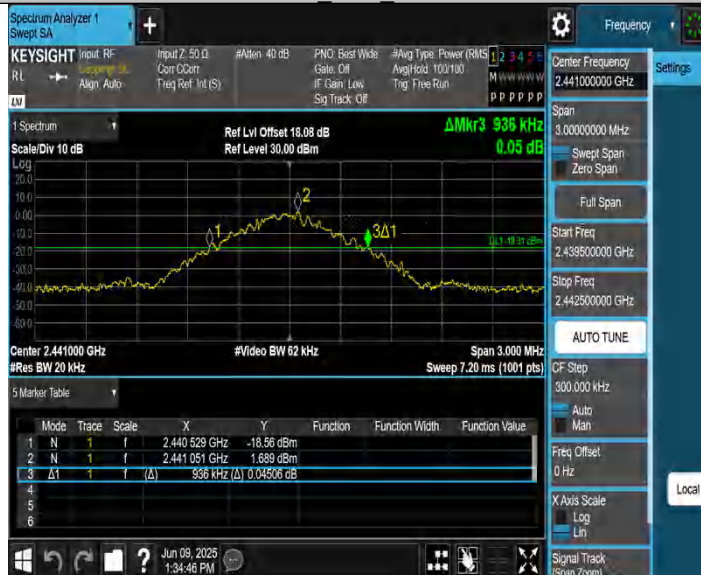 Spectrum Analyzer 1
Swept SA
Frequency
KEYSIGHT
RL
Input: RF
Align: Auto
Input Z: 50 Ω
Corr CCorr
Freq Ref: Int (S)
#Atten: 40 dB
PNO: Best Wide
Gate: Off
IF Gain: Low
Sig Track: Off
#Avg Type: Power (RMS)
Avg|Hold: 100/100
Trig: Free Run
1 2 3 4 5 6
M W W W W W
P P P P P P
LXI
1 Spectrum
Scale/Div 10 dB
Ref Lvl Offset 18.08 dB
Ref Level 30.00 dBm
ΔMkr3 936 kHz
0.05 dB
Log
20.0
10.0
0.00
-10.0
-20.0
-30.0
-40.0
-50.0
-60.0
1
2
3Δ1
Center 2.441000 GHz
#Res BW 20 kHz
#Video BW 62 kHz
Span 3.000 MHz
Sweep 7.20 ms (1001 pts)
5 Marker Table
Mode Trace Scale X Y Function Function Width Function Value
1 N 1 f 2.440 529 GHz -18.56 dBm
2 N 1 f 2.441 051 GHz 1.689 dBm
3 Δ1 1 f (Δ) 936 kHz (Δ) 0.04506 dB
4
5
6
Jun 09, 2025
1:34:46 PM
Center Frequency
2.441000000 GHz
Span
3.00000000 MHz
Swept Span
Zero Span
Full Span
Start Freq
2.439500000 GHz
Stop Freq
2.442500000 GHz
AUTO TUNE
CF Step
300.000 kHz
Auto
Man
Freq Offset
0 Hz
X Axis Scale
Log
Lin
Signal Track
(Span Zoom)
Settings
Local